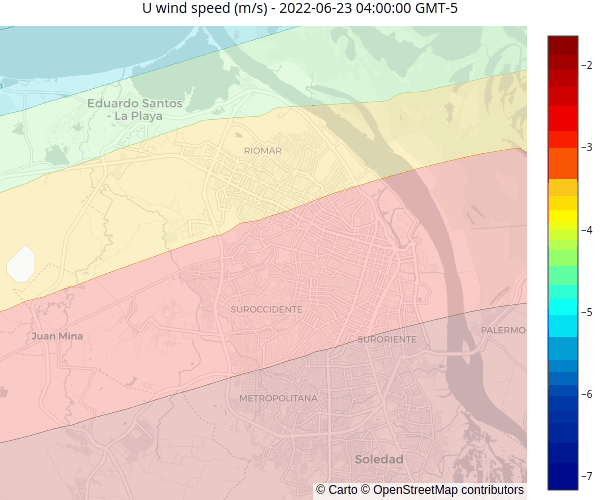 U wind speed (m/s) - 2022-06-23 04:00:00 GMT-5
Eduardo Santos
- La Playa
RIOMAR
SUROCCIDENTE
Juan Mina
SURORIENTE
PALERMO
METROPOLITANA
Soledad
© Carto © OpenStreetMap contributors
−2
−3
−4
−5
−6
−7